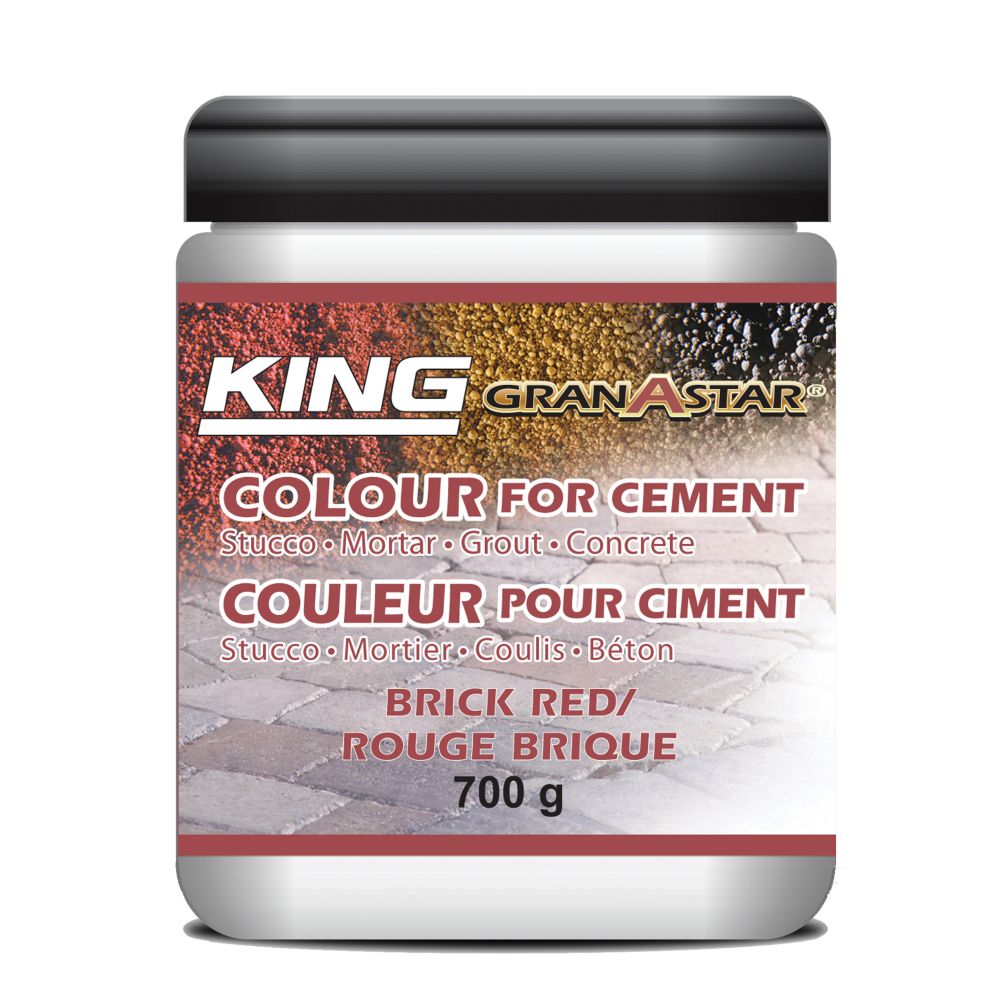 KING GRANASTAR®
COLOUR FOR CEMENT
Stucco • Mortar • Grout • Concrete
COULEUR POUR CIMENT
Stucco • Mortier • Coulis • Béton
BRICK RED/
ROUGE BRIQUE
700 g